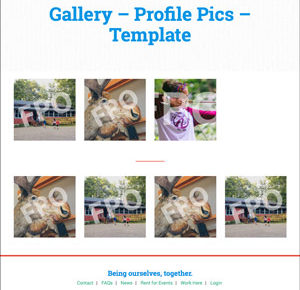 Gallery – Profile Pics –
Template
FPO FPO FPO
FPO FPO FPO FPO
Being ourselves, together.
Contact | FAQs | News | Rent for Events | Work Here | Login